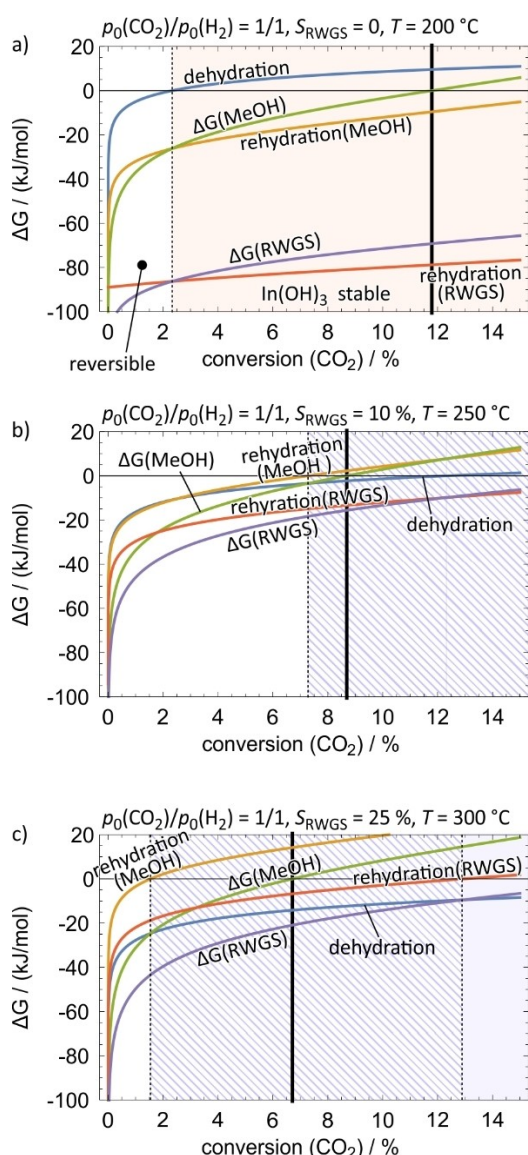 a)
p₀(CO₂)/p₀(H₂) = 1/1, S_RWGS = 0, T = 200 °C
20
0
-20
-40
-60
-80
-100
ΔG / (kJ/mol)
dehydration
ΔG(MeOH)
rehydration(MeOH)
ΔG(RWGS)
rehydration
(RWGS)
In(OH)₃ stable
0 2 4 6 8 10 12 14
reversible
conversion (CO₂) / %
b)
p₀(CO₂)/p₀(H₂) = 1/1, S_RWGS = 10 %, T = 250 °C
20
0
-20
-40
-60
-80
-100
ΔG / (kJ/mol)
rehydration
(MeOH )
ΔG(MeOH)
rehyration(RWGS)
ΔG(RWGS)
dehydration
0 2 4 6 8 10 12 14
conversion (CO₂) / %
c)
p₀(CO₂)/p₀(H₂) = 1/1, S_RWGS = 25 %, T = 300 °C
20
0
-20
-40
-60
-80
-100
ΔG / (kJ/mol)
rehydration
(MeOH)
ΔG(MeOH)
rehydration(RWGS)
ΔG(RWGS)
dehydration
0 2 4 6 8 10 12 14
conversion (CO₂) / %